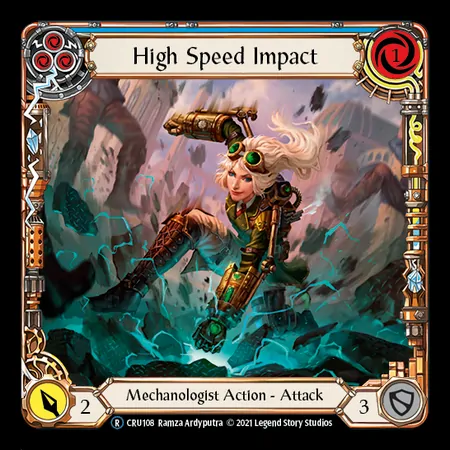 High Speed Impact
1
2
Mechanologist Action - Attack
3
R CRU108 Ramza Ardyputra © 2021 Legend Story Studios